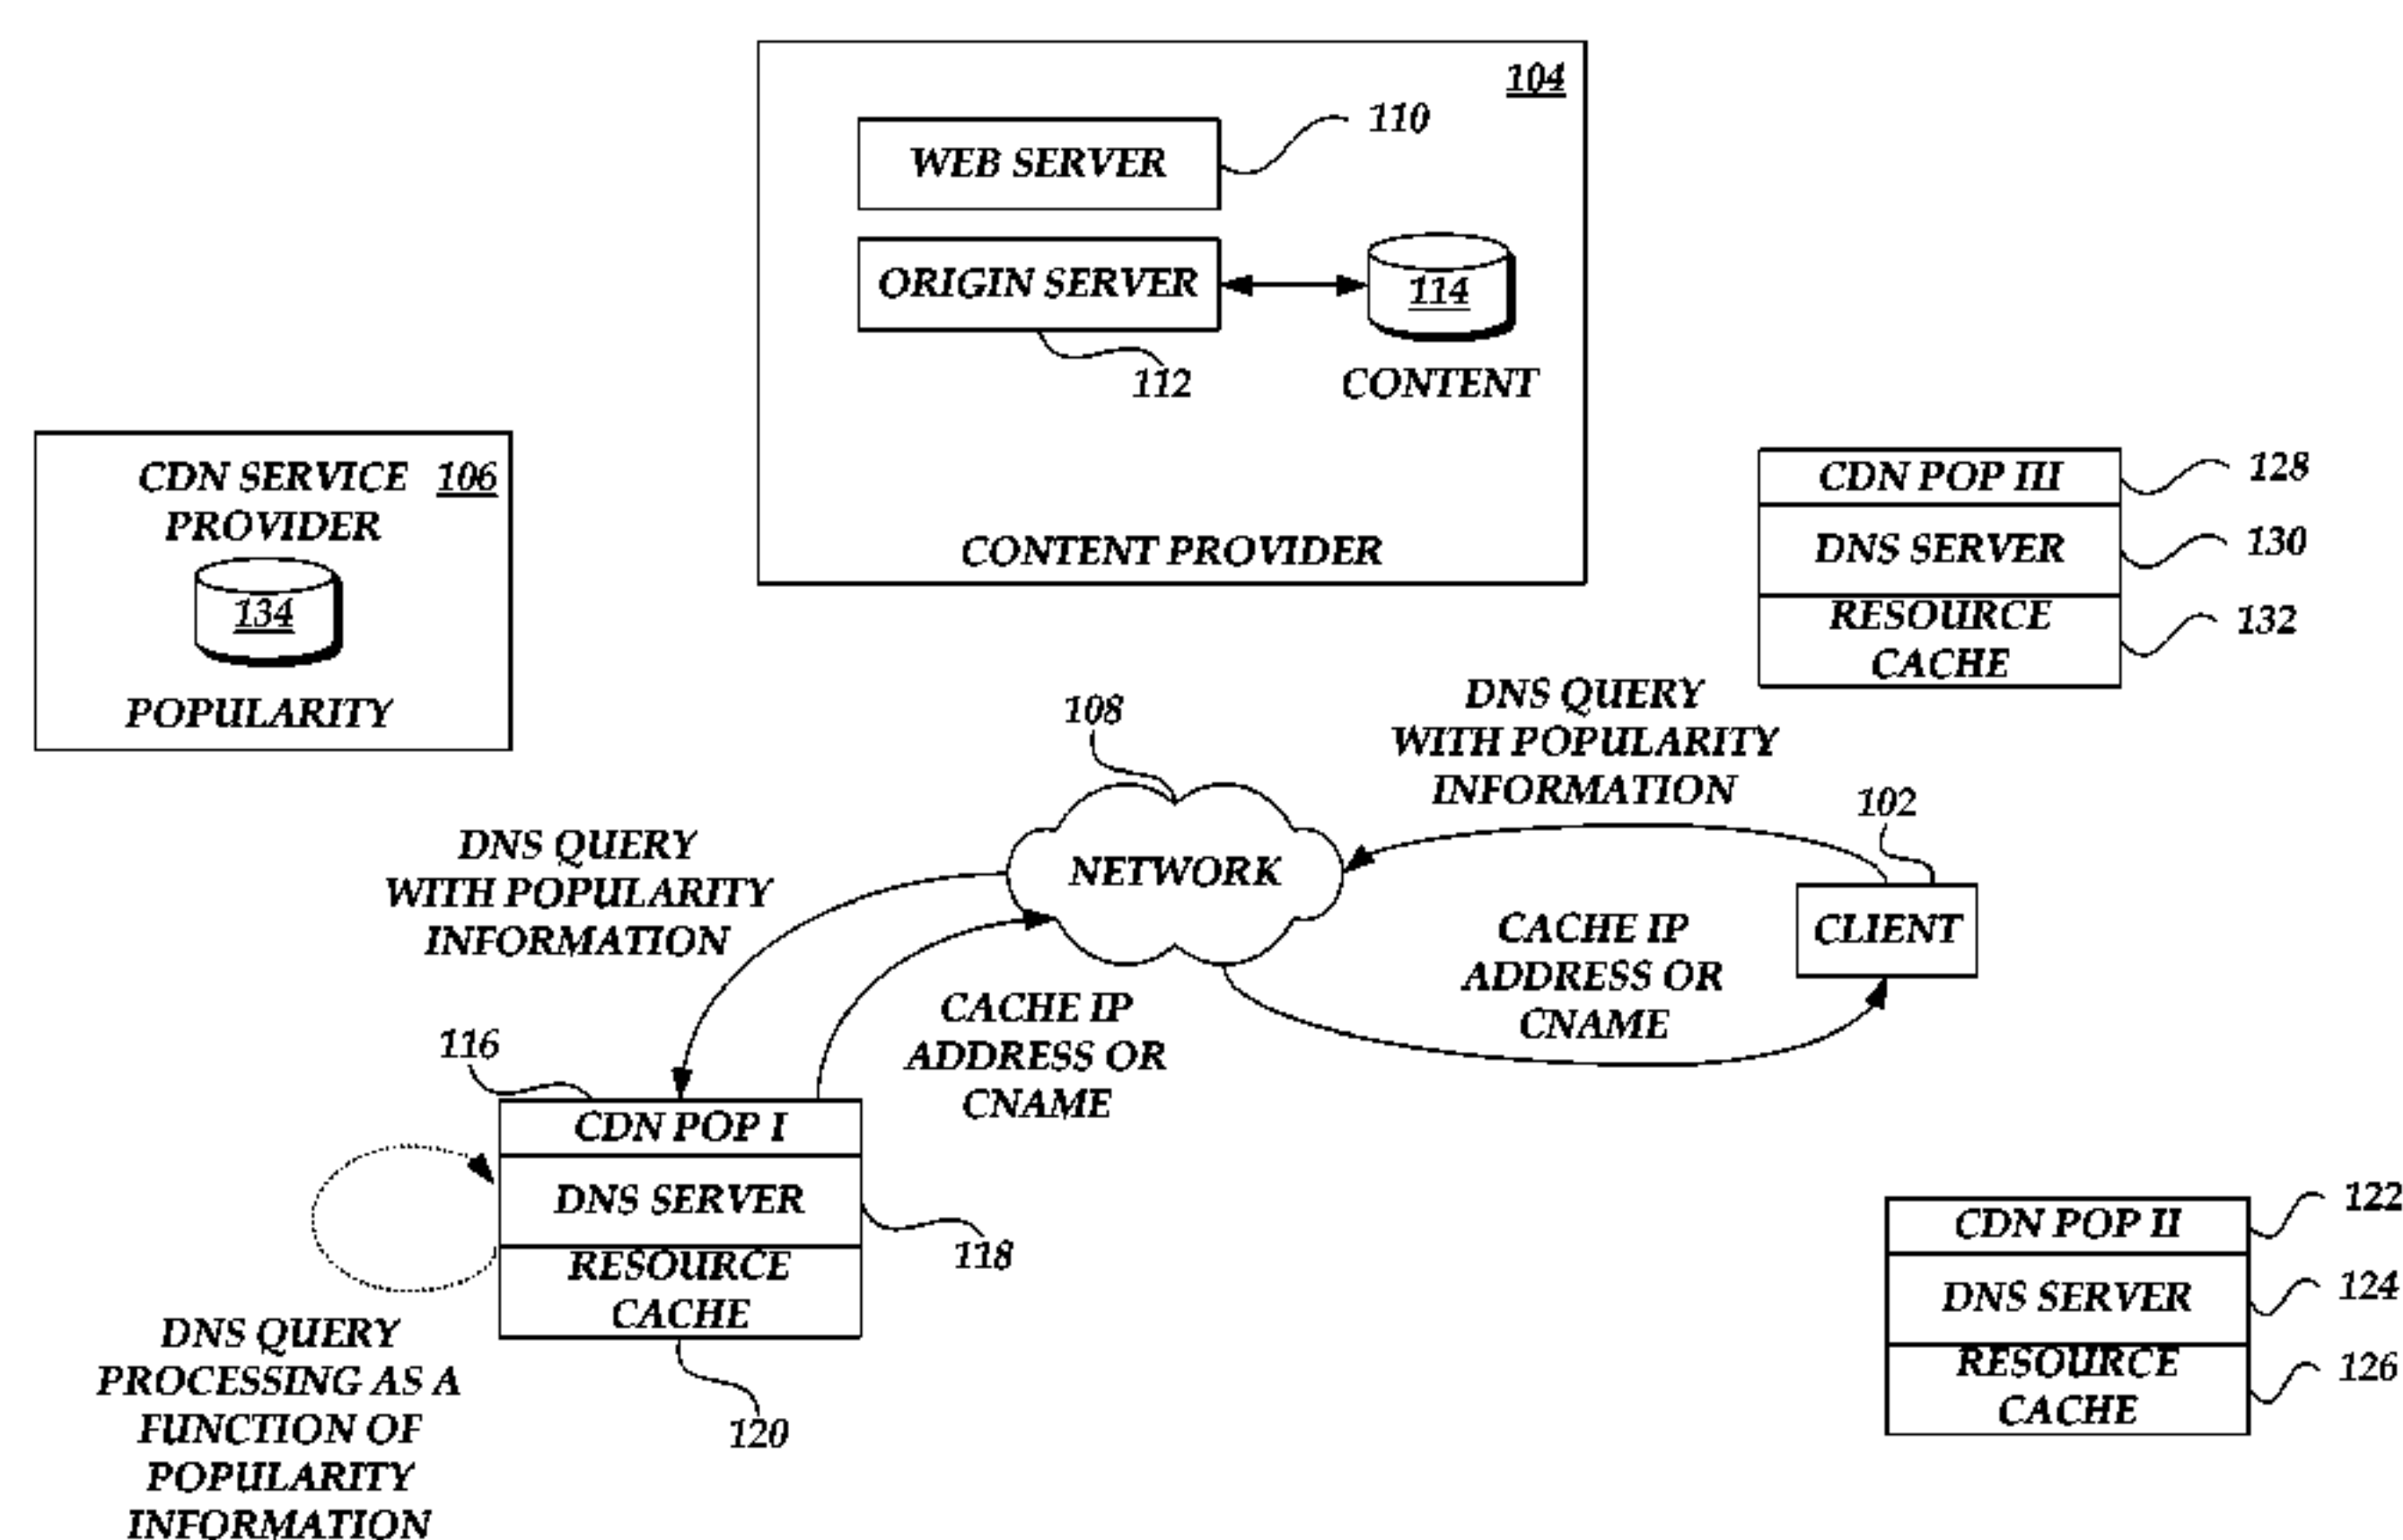 104
110
WEB SERVER
ORIGIN SERVER
114
112
CONTENT
CONTENT PROVIDER
CDN SERVICE
106
PROVIDER
134
POPULARITY
CDN POP III
128
DNS SERVER
130
RESOURCE
CACHE
132
108
NETWORK
DNS QUERY
WITH POPULARITY
INFORMATION
102
CLIENT
CACHE IP
ADDRESS OR
CNAME
DNS QUERY
WITH POPULARITY
INFORMATION
CACHE IP
ADDRESS OR
CNAME
116
CDN POP I
DNS SERVER
118
RESOURCE
CACHE
120
DNS QUERY
PROCESSING AS A
FUNCTION OF
POPULARITY
INFORMATION
CDN POP II
122
DNS SERVER
124
RESOURCE
CACHE
126